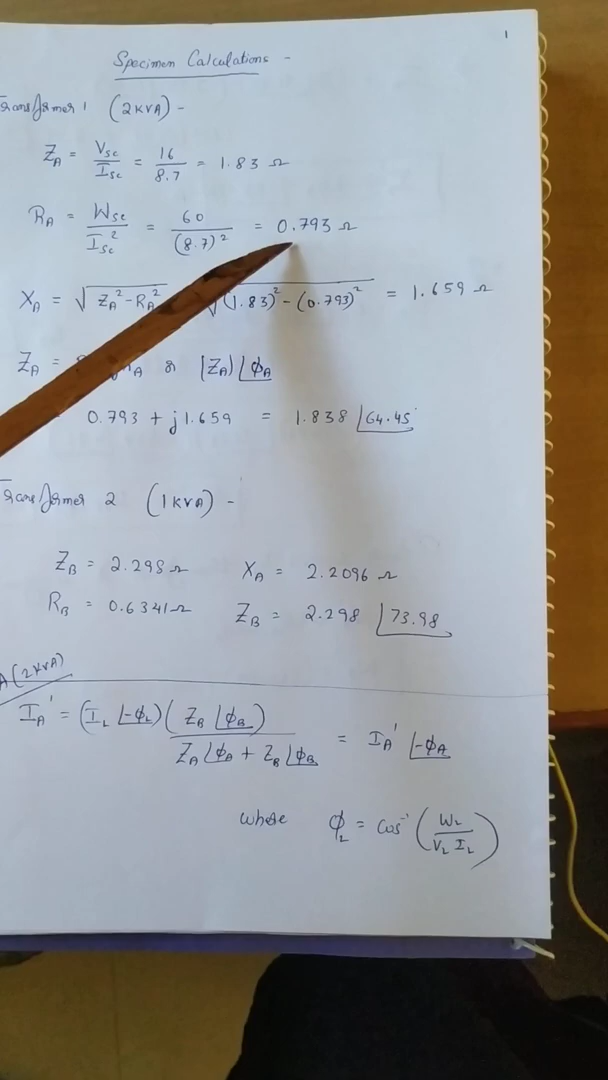 1
Specimen Calculations -
Transformer 1 (2KVA) -
Z_A = V_sc / I_sc = 16 / 8.7 = 1.83 Ω
R_A = W_sc / I_sc² = 60 / (8.7)² = 0.793 Ω
X_A = √(Z_A² - R_A²) √((1.83)² - (0.793)²) = 1.659 Ω
Z_A = or |Z_A| ∠ϕ_A
0.793 + j1.659 = 1.838 ∠64.45°
Transformer 2 (1KVA) -
Z_B = 2.298 Ω X_A = 2.2096 Ω
R_B = 0.6341 Ω Z_B = 2.298 ∠73.98
A (2KVA)
I_A' = (I_L ∠-ϕ_L) (Z_B ∠ϕ_B) / Z_A ∠ϕ_A + Z_B ∠ϕ_B = I_A' ∠-ϕ_A
where ϕ_L = cos⁻¹ (W_L / V_L I_L)